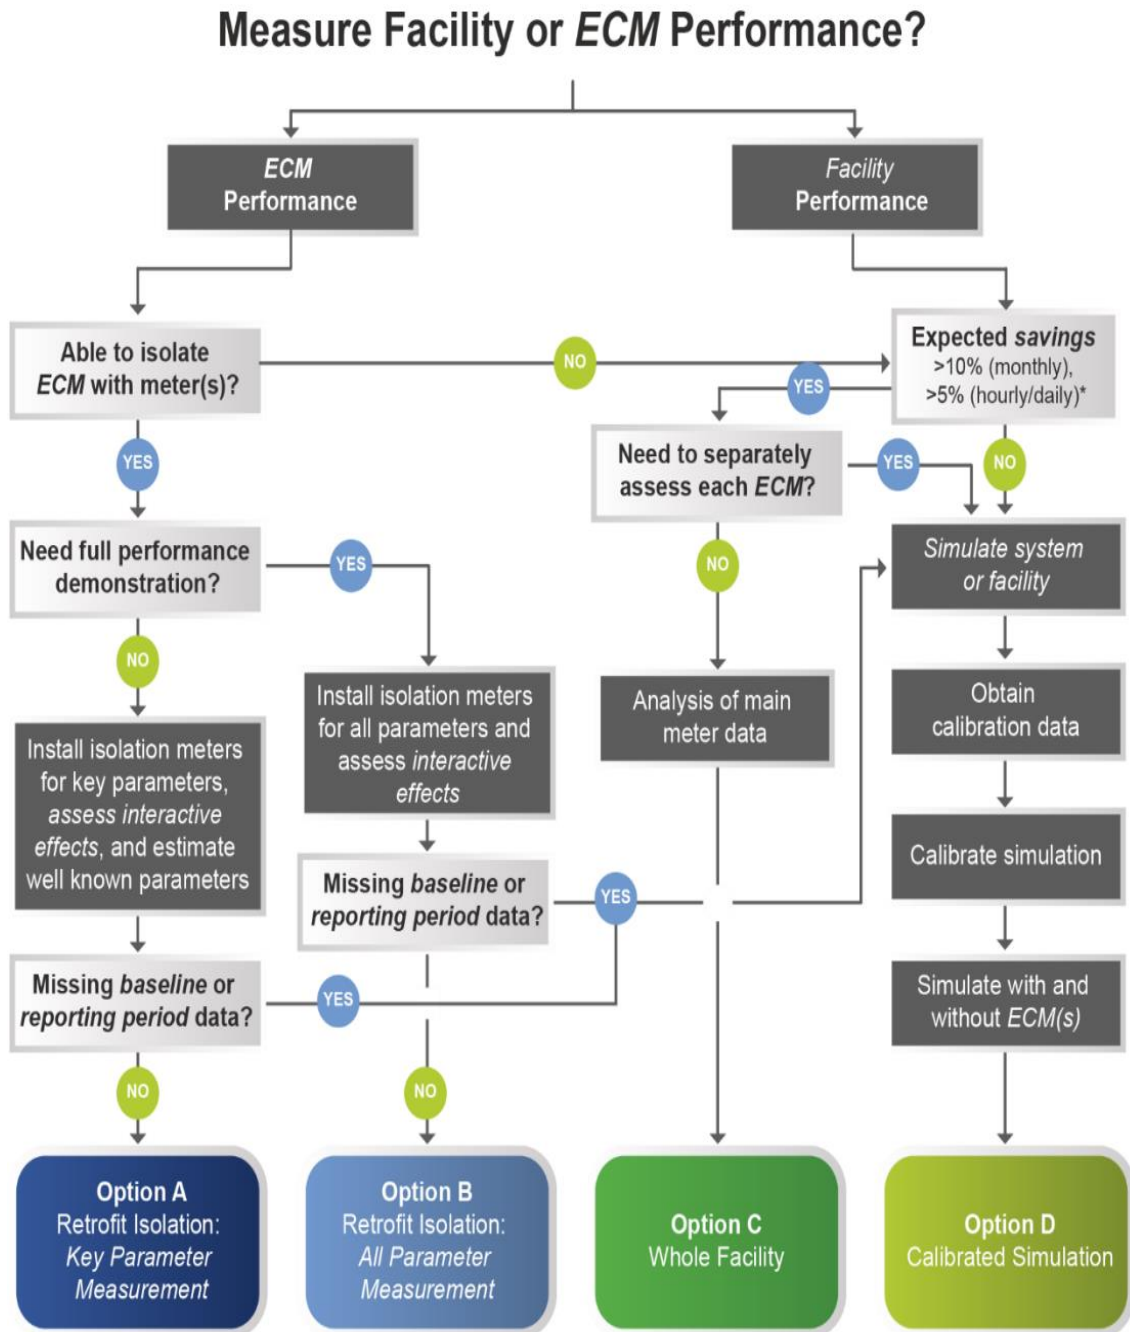 Measure Facility or ECM Performance?
ECM
Performance
Facility
Performance
Able to isolate
ECM with meter(s)?
NO
Expected savings
>10% (monthly),
>5% (hourly/daily)*
YES
YES
Need to separately
assess each ECM?
YES
NO
Need full performance
demonstration?
YES
NO
Simulate system
or facility
NO
Install isolation meters
for all parameters and
assess interactive
effects
Analysis of main
meter data
Obtain
calibration data
Install isolation meters
for key parameters,
assess interactive
effects, and estimate
well known parameters
Calibrate simulation
Missing baseline or
reporting period data?
YES
Missing baseline or
reporting period data?
YES
Simulate with and
without ECM(s)
NO
NO
Option A
Retrofit Isolation:
Key Parameter
Measurement
Option B
Retrofit Isolation:
All Parameter
Measurement
Option C
Whole Facility
Option D
Calibrated Simulation